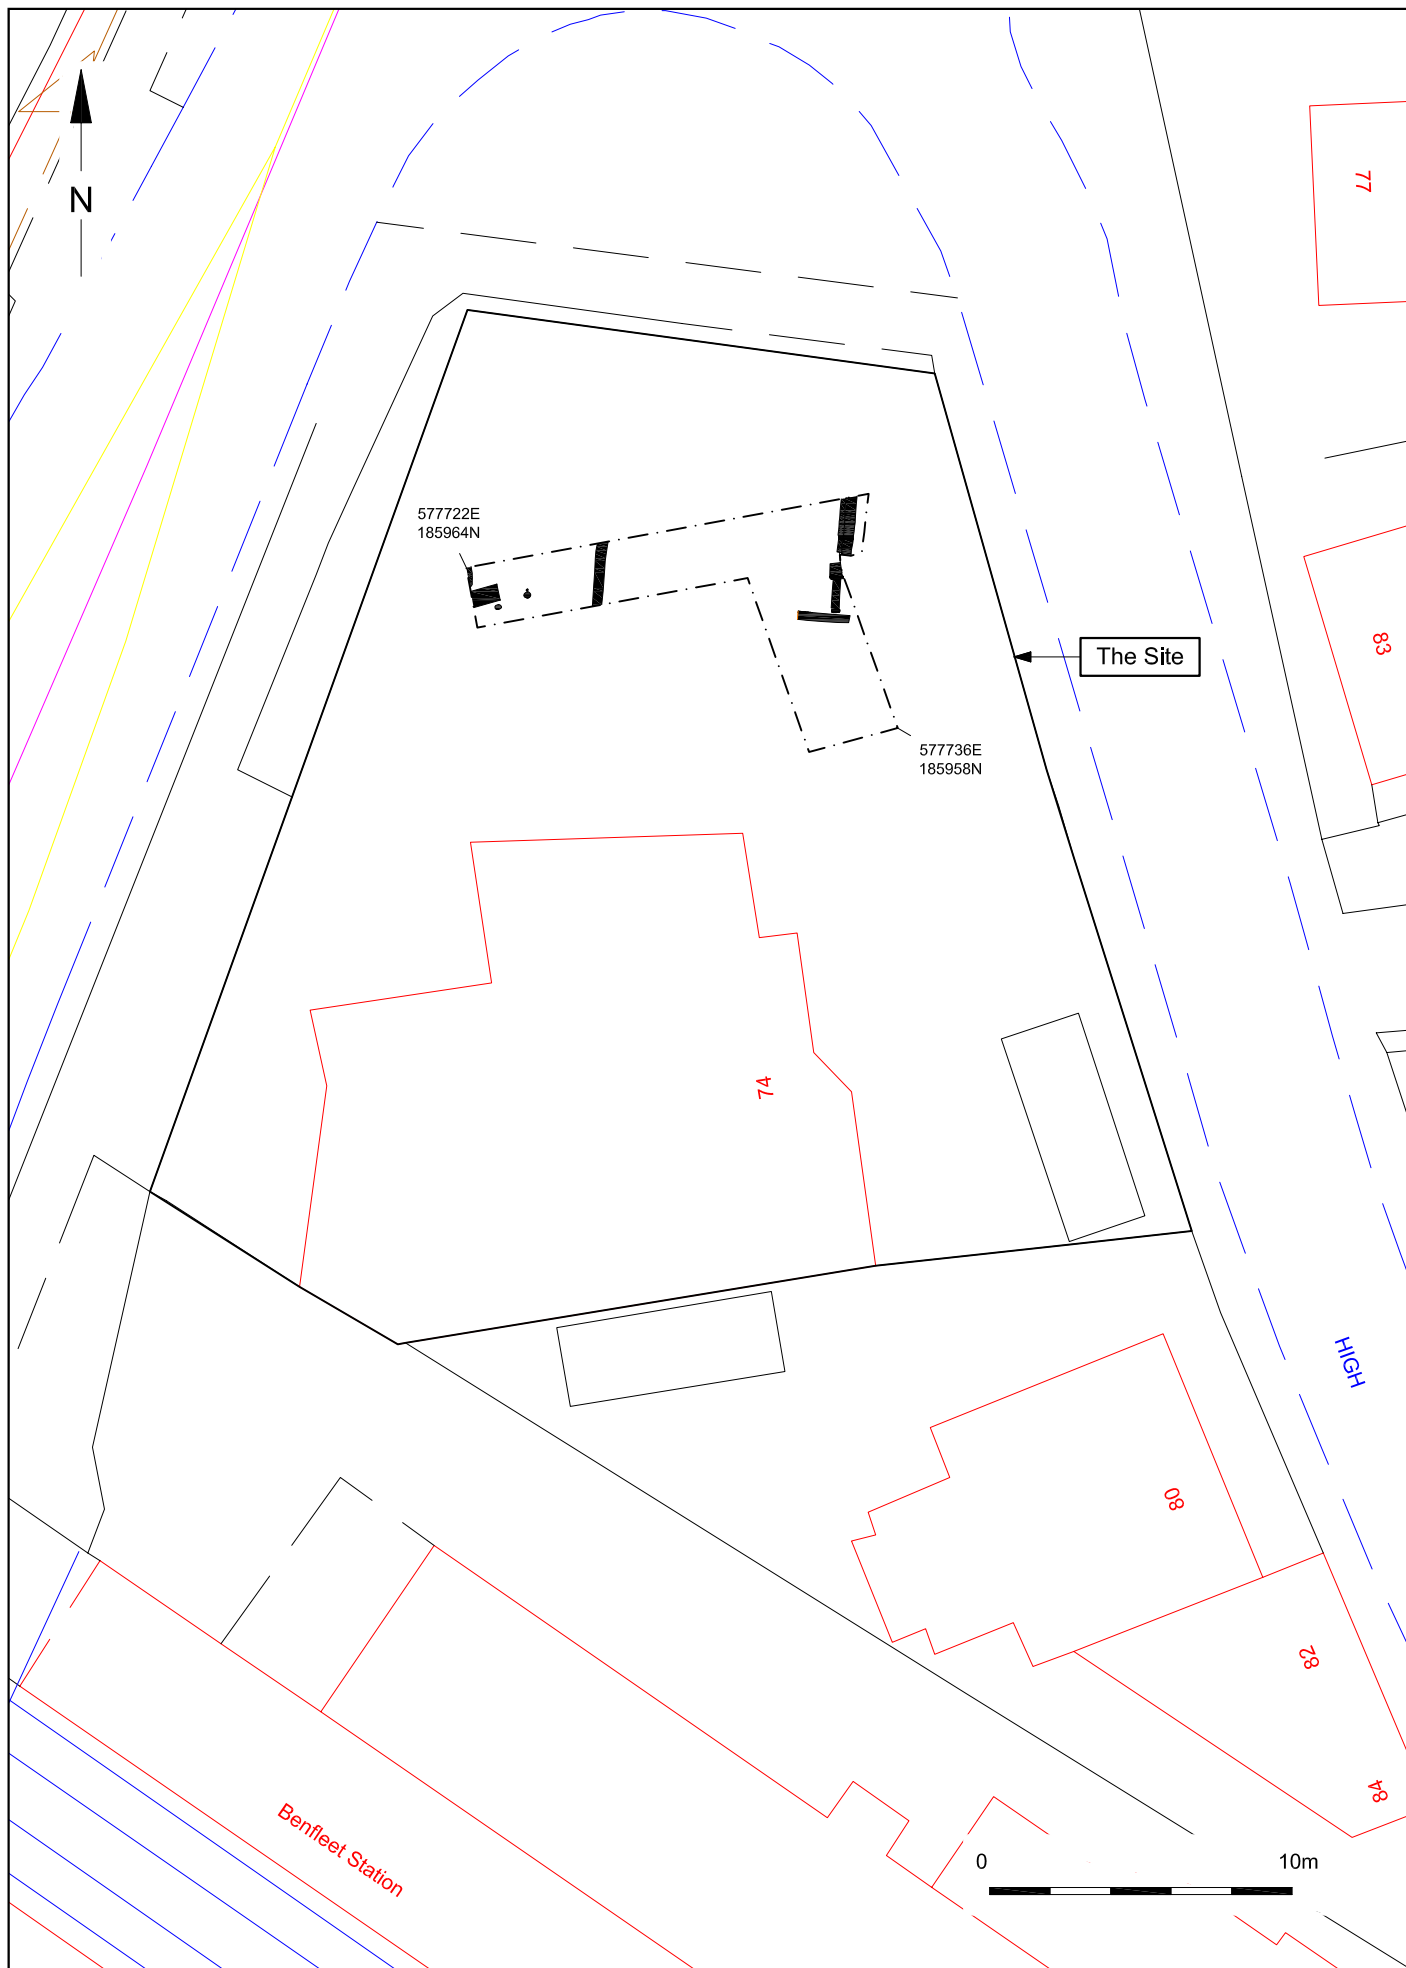 N
77
577722E
185964N
The Site
83
577736E
185958N
74
HIGH
80
82
84
Benfleet Station
0 10m